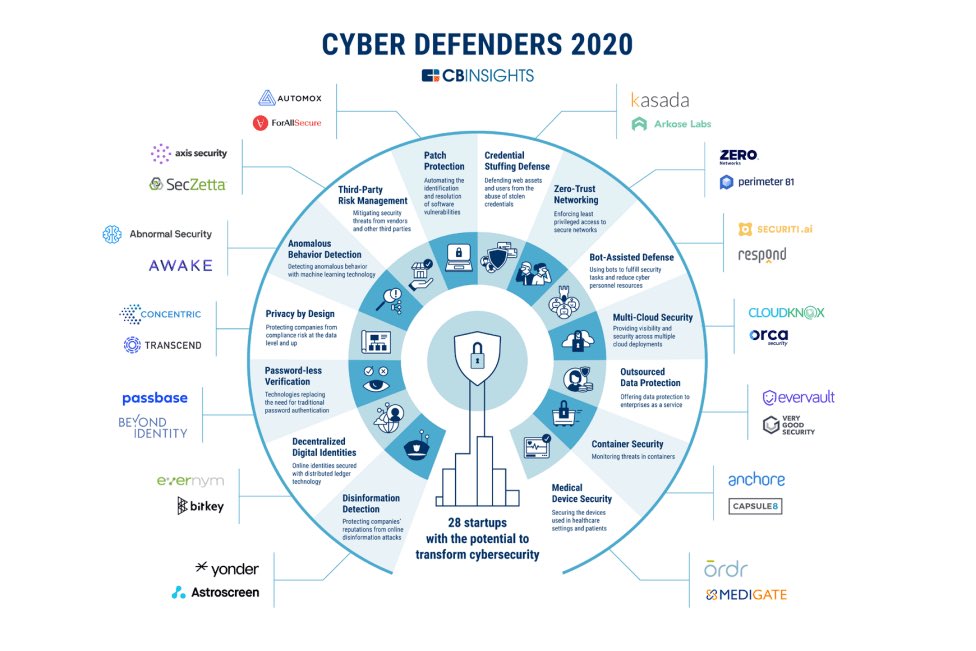 CYBER DEFENDERS 2020
CBINSIGHTS
AUTOMOX
ForAllSecure
kasada
Arkose Labs
axis security
SecZetta
ZERO
Networks
perimeter 81
Abnormal Security
AWAKE
SECURITI.ai
respond
CONCENTRIC
TRANSCEND
CLOUDKNOX
orca
security
passbase
BEYOND
IDENTITY
evervault
VERY
GOOD
SECURITY
evernym
bitkey
anchore
CAPSULE8
yonder
Astroscreen
ōrdr
MEDIGATE
Patch
Protection
Automating the
identification
and resolution
of software
vulnerabilities
Credential
Stuffing Defense
Defending web assets
and users from the
abuse of stolen
credentials
Third-Party
Risk Management
Mitigating security
threats from vendors
and other third parties
Zero-Trust
Networking
Enforcing least
privileged access to
secure networks
Anomalous
Behavior Detection
Detecting anomalous behavior
with machine learning technology
Bot-Assisted Defense
Using bots to fulfill security
tasks and reduce cyber
personnel resources
Privacy by Design
Protecting companies from
compliance risk at the data
level and up
Multi-Cloud Security
Providing visibility and
security across multiple
cloud deployments
Password-less
Verification
Technologies replacing
the need for traditional
password authentication
Outsourced
Data Protection
Offering data protection to
enterprises as a service
Decentralized
Digital Identities
Online identities secured
with distributed ledger
technology
Container Security
Monitoring threats in containers
Disinformation
Detection
Protecting companies'
reputations from online
disinformation attacks
Medical
Device Security
Securing the devices
used in healthcare
settings and patients
28 startups
with the potential to
transform cybersecurity